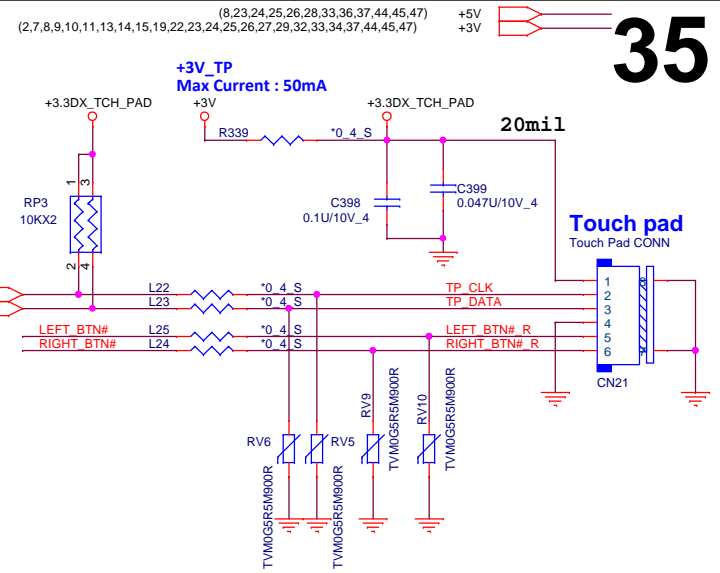 (8,23,24,25,26,28,33,36,37,44,45,47) +5V
(2,7,8,9,10,11,13,14,15,19,22,23,24,25,26,27,29,32,33,34,37,44,45,47) +3V
35
+3V_TP
Max Current : 50mA
+3.3DX_TCH_PAD +3V +3.3DX_TCH_PAD
R339 *0_4_S 20mil
1 3
RP3
10KX2
C398
0.1U/10V_4
C399
0.047U/10V_4
2 4
Touch pad
Touch Pad CONN
L22 *0_4_S TP_CLK 1
L23 *0_4_S TP_DATA 2
3
4
LEFT_BTN# L25 *0_4_S LEFT_BTN#_R 5
RIGHT_BTN# L24 *0_4_S RIGHT_BTN#_R 6
CN21
RV6 TVM0G5R5M900R
RV5 TVM0G5R5M900R
RV9 TVM0G5R5M900R
RV10 TVM0G5R5M900R